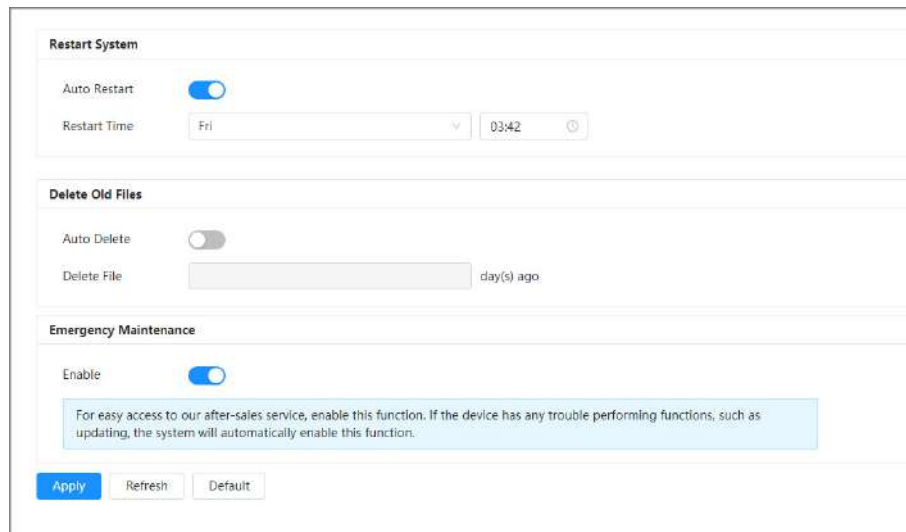 Restart System
Auto Restart
Restart Time Fri 03:42
Delete Old Files
Auto Delete
Delete File day(s) ago
Emergency Maintenance
Enable
For easy access to our after-sales service, enable this function. If the device has any trouble performing functions, such as
updating, the system will automatically enable this function.
Apply Refresh Default